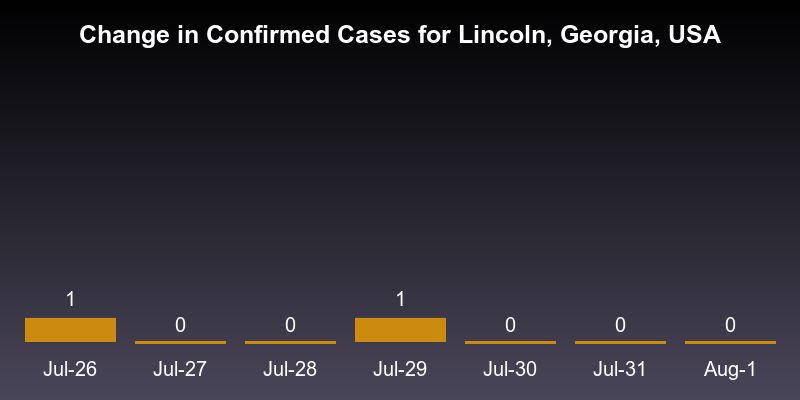 Change in Confirmed Cases for Lincoln, Georgia, USA
1 0 0 1 0 0 0
Jul-26 Jul-27 Jul-28 Jul-29 Jul-30 Jul-31 Aug-1